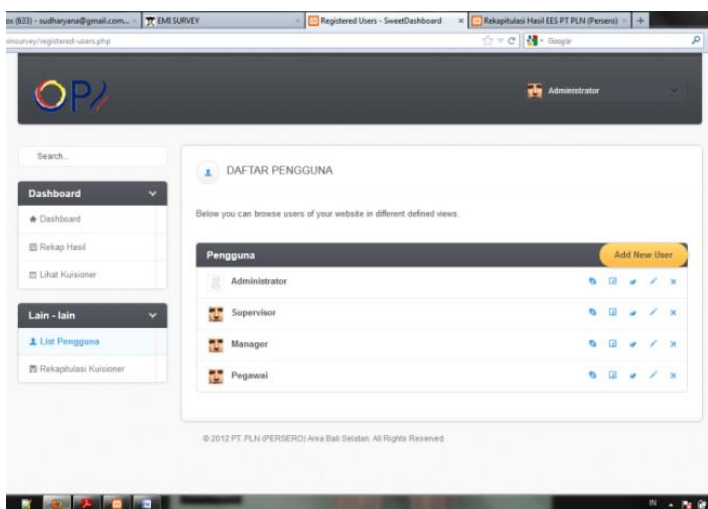 ox (633) - sudharyana@gmail.com...
EMI SURVEY
Registered Users - SweetDashboard
Rekapitulasi Hasil EES PT PLN (Persero)
/registered-users.php
Google
OPI
Administrator
Search...
DAFTAR PENGGUNA
Dashboard
Dashboard
Rekap Hasil
Lihat Kuisioner
Below you can browse users of your website in different defined views.
Pengguna
Add New User
Administrator
Supervisor
Manager
Pegawai
Lain - lain
List Pengguna
Rekapitulasi Kuisioner
© 2012 PT. PLN (PERSERO) Area Bali Selatan. All Rights Reserved
IN